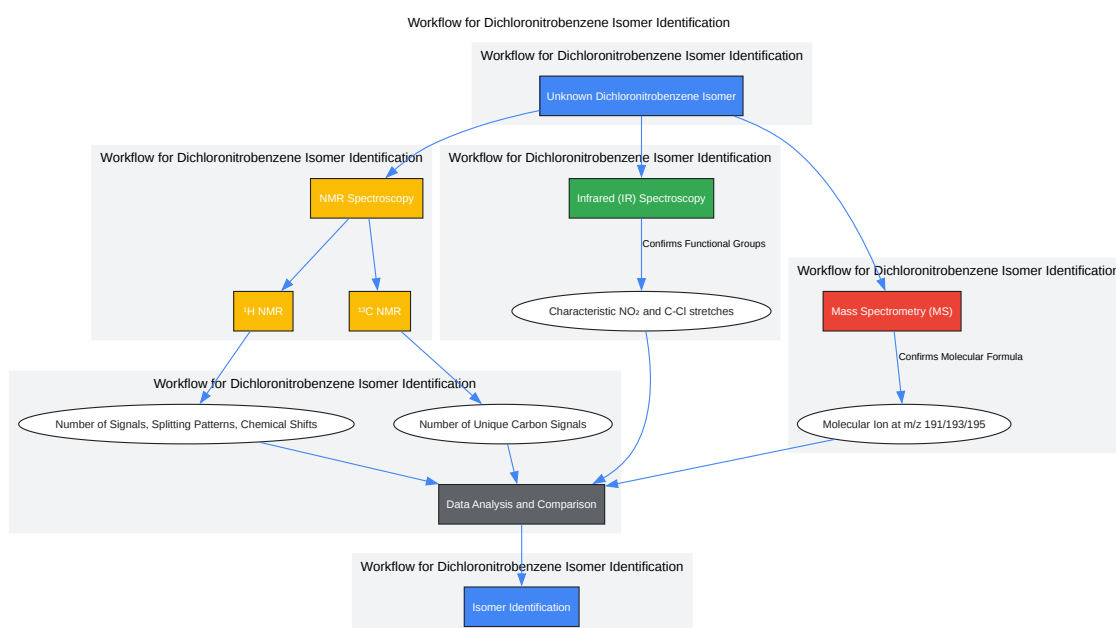 Workflow for Dichloronitrobenzene Isomer Identification
Workflow for Dichloronitrobenzene Isomer Identification
Unknown Dichloronitrobenzene Isomer
Workflow for Dichloronitrobenzene Isomer Identification
Workflow for Dichloronitrobenzene Isomer Identification
NMR Spectroscopy
Infrared (IR) Spectroscopy
Confirms Functional Groups
Workflow for Dichloronitrobenzene Isomer Identification
¹H NMR
¹³C NMR
Characteristic NO₂ and C-Cl stretches
Mass Spectrometry (MS)
Confirms Molecular Formula
Workflow for Dichloronitrobenzene Isomer Identification
Number of Signals, Splitting Patterns, Chemical Shifts
Number of Unique Carbon Signals
Molecular Ion at m/z 191/193/195
Data Analysis and Comparison
Workflow for Dichloronitrobenzene Isomer Identification
Isomer Identification